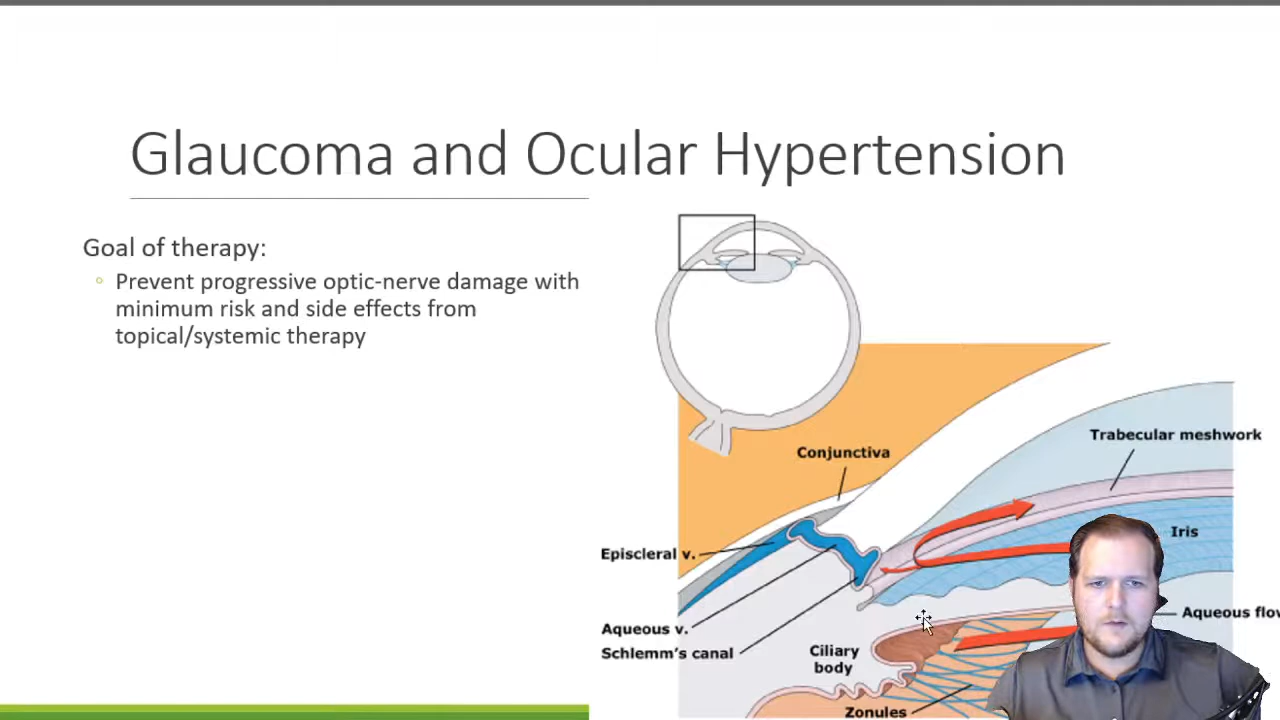 Glaucoma and Ocular Hypertension
Goal of therapy:
Prevent progressive optic-nerve damage with
minimum risk and side effects from
topical/systemic therapy
Trabecular meshwork
Conjunctiva
Iris
Episcleral v.
Aqueous flow
Aqueous v.
Schlemm's canal
Ciliary
body
Zonules